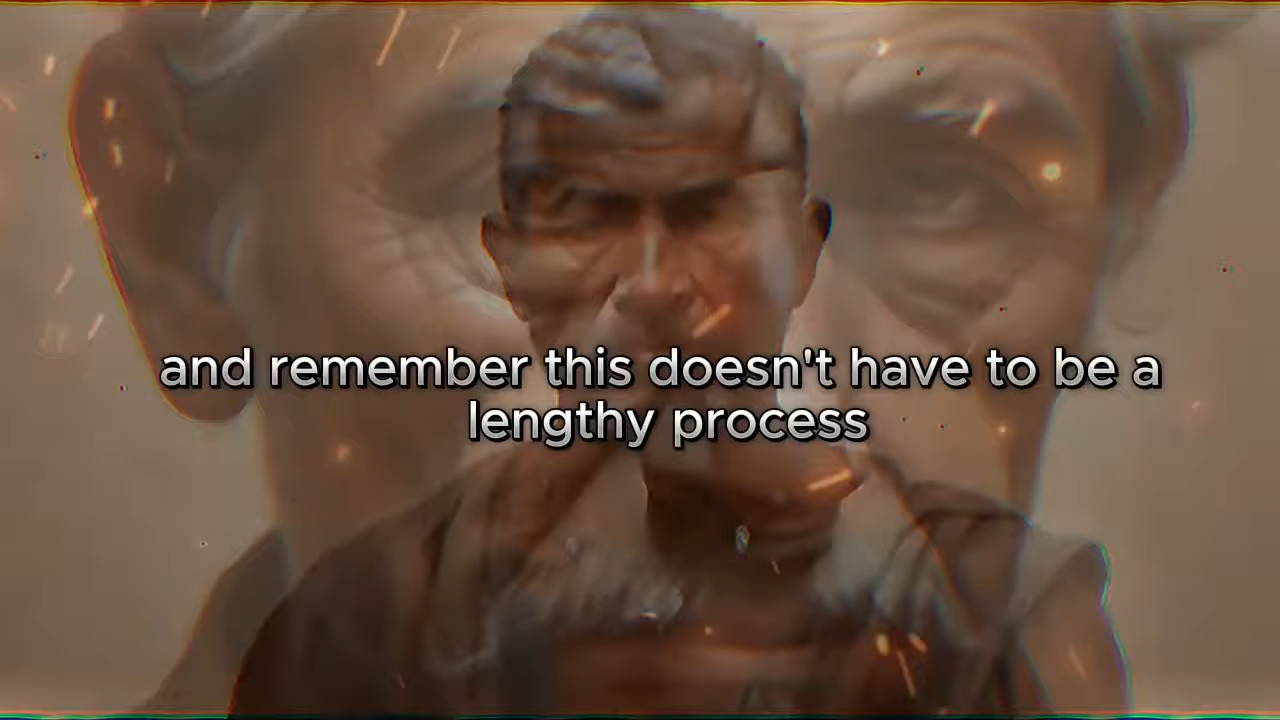 and remember this doesn't have to be a
lengthy process